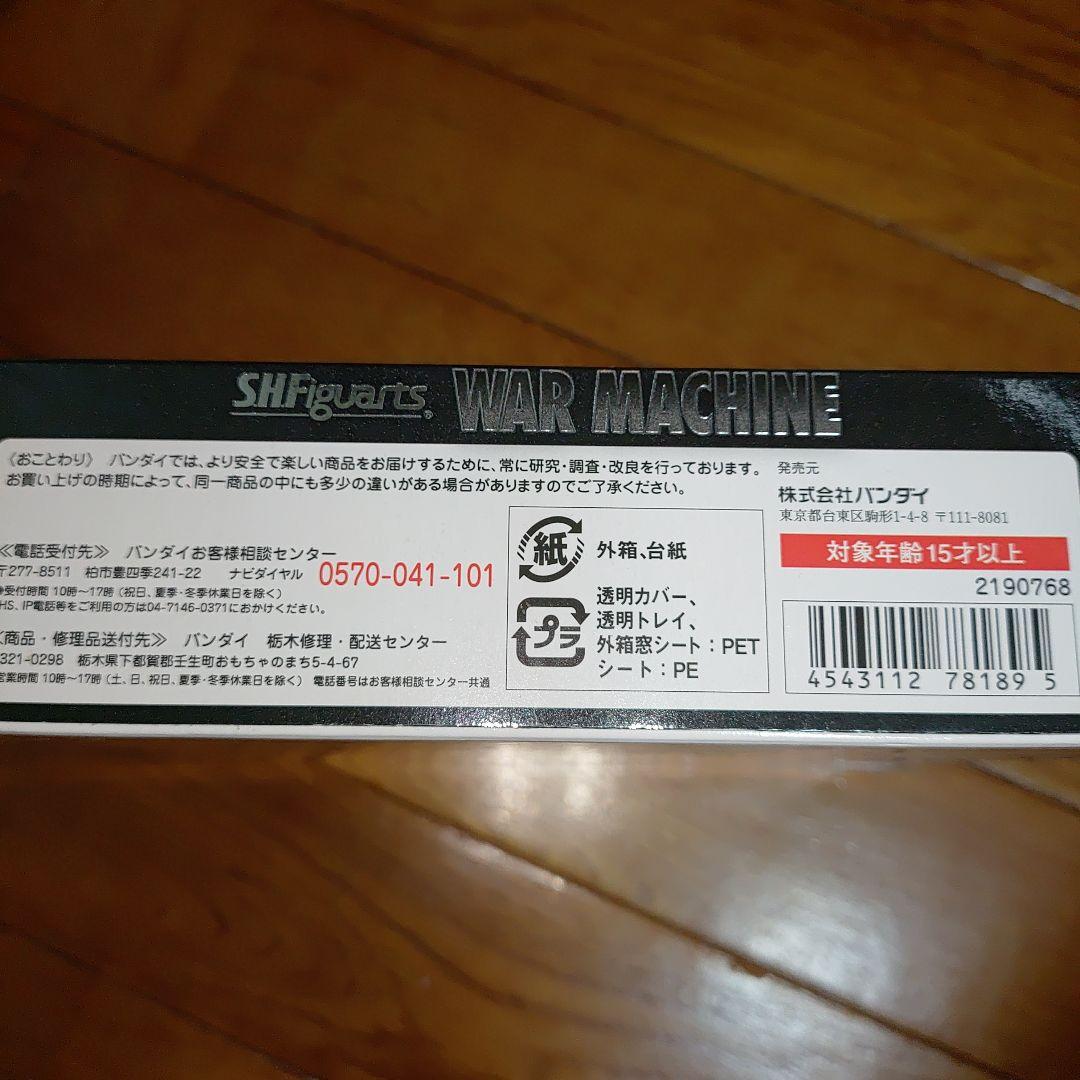 SHFiguarts® WAR MACHINE
《おことわり》 バンダイでは、より安全で楽しい商品をお届けするために、常に研究・調査・改良を行っております。
お買い上げの時期によって、同一商品の中にも多少の違いがある場合がありますのでご了承ください。
≪電話受付先≫ バンダイお客様相談センター
〒277-8511 柏市豊四季241-22 ナビダイヤル 0570-041-101
受付時間 10時〜17時 (祝日、夏季・冬季休業日を除く)
HS、IP電話等をご利用の方は04-7146-0371におかけください。
商品・修理品送付先≫ バンダイ 栃木修理・配送センター
321-0298 栃木県下都賀郡壬生町おもちゃのまち5-4-67
営業時間 10時〜17時 (土、日、祝日、夏季・冬季休業日を除く) 電話番号はお客様相談センター共通
紙 外箱、台紙
プラ 透明カバー、
透明トレイ、
外箱窓シート:PET
シート:PE
発売元
株式会社バンダイ
東京都台東区駒形1-4-8 〒111-8081
対象年齢15才以上
2190768
4543112 781895